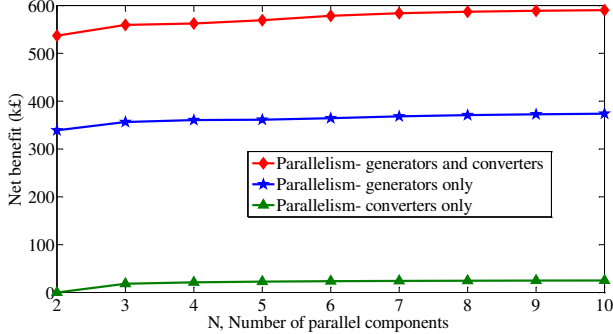 600
500
400
300
200
100
0
Net benefit (k£)
Parallelism- generators and converters
Parallelism- generators only
Parallelism- converters only
2 3 4 5 6 7 8 9 10
N, Number of parallel components